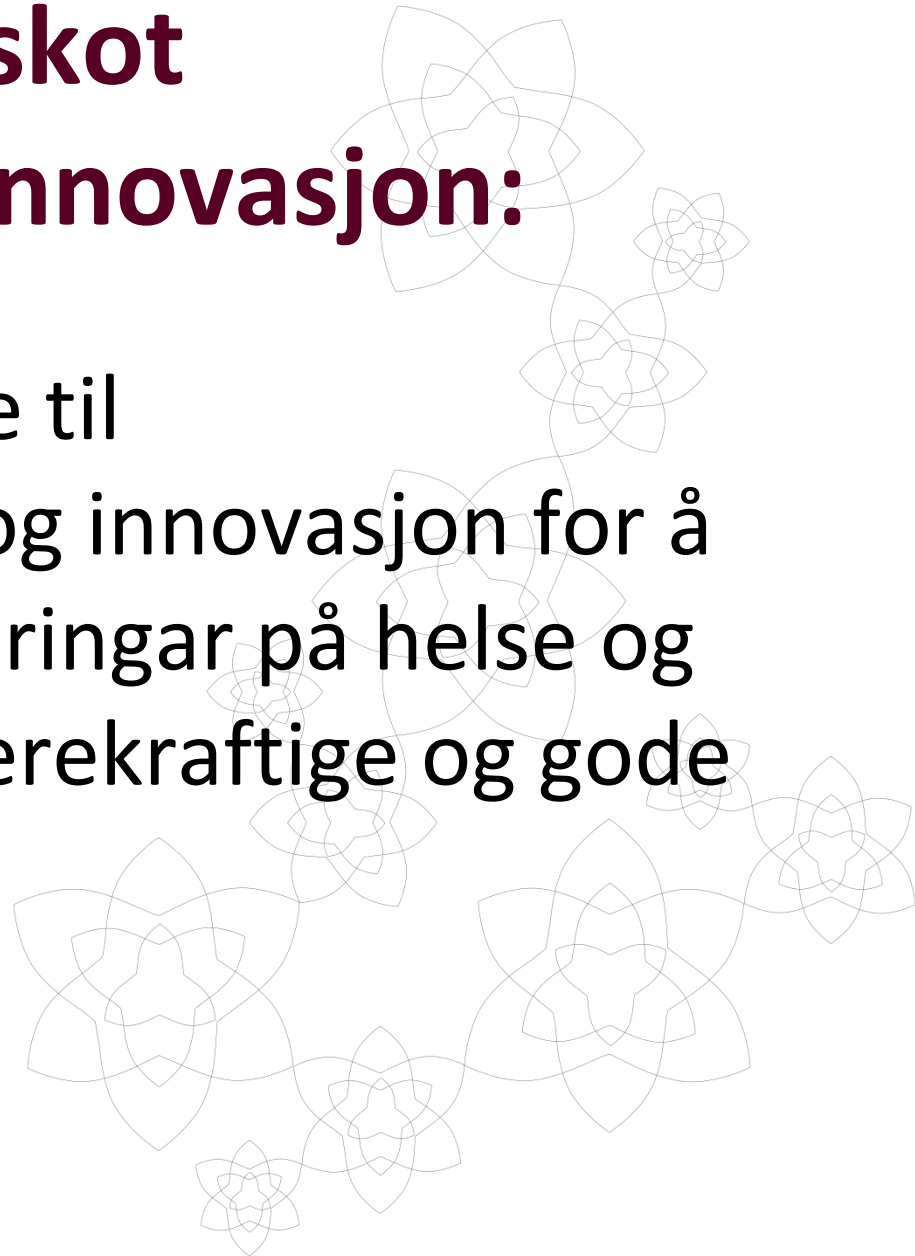 skot
nnovasjon:
e til
og innovasjon for å
ringar på helse og
erekraftige og gode